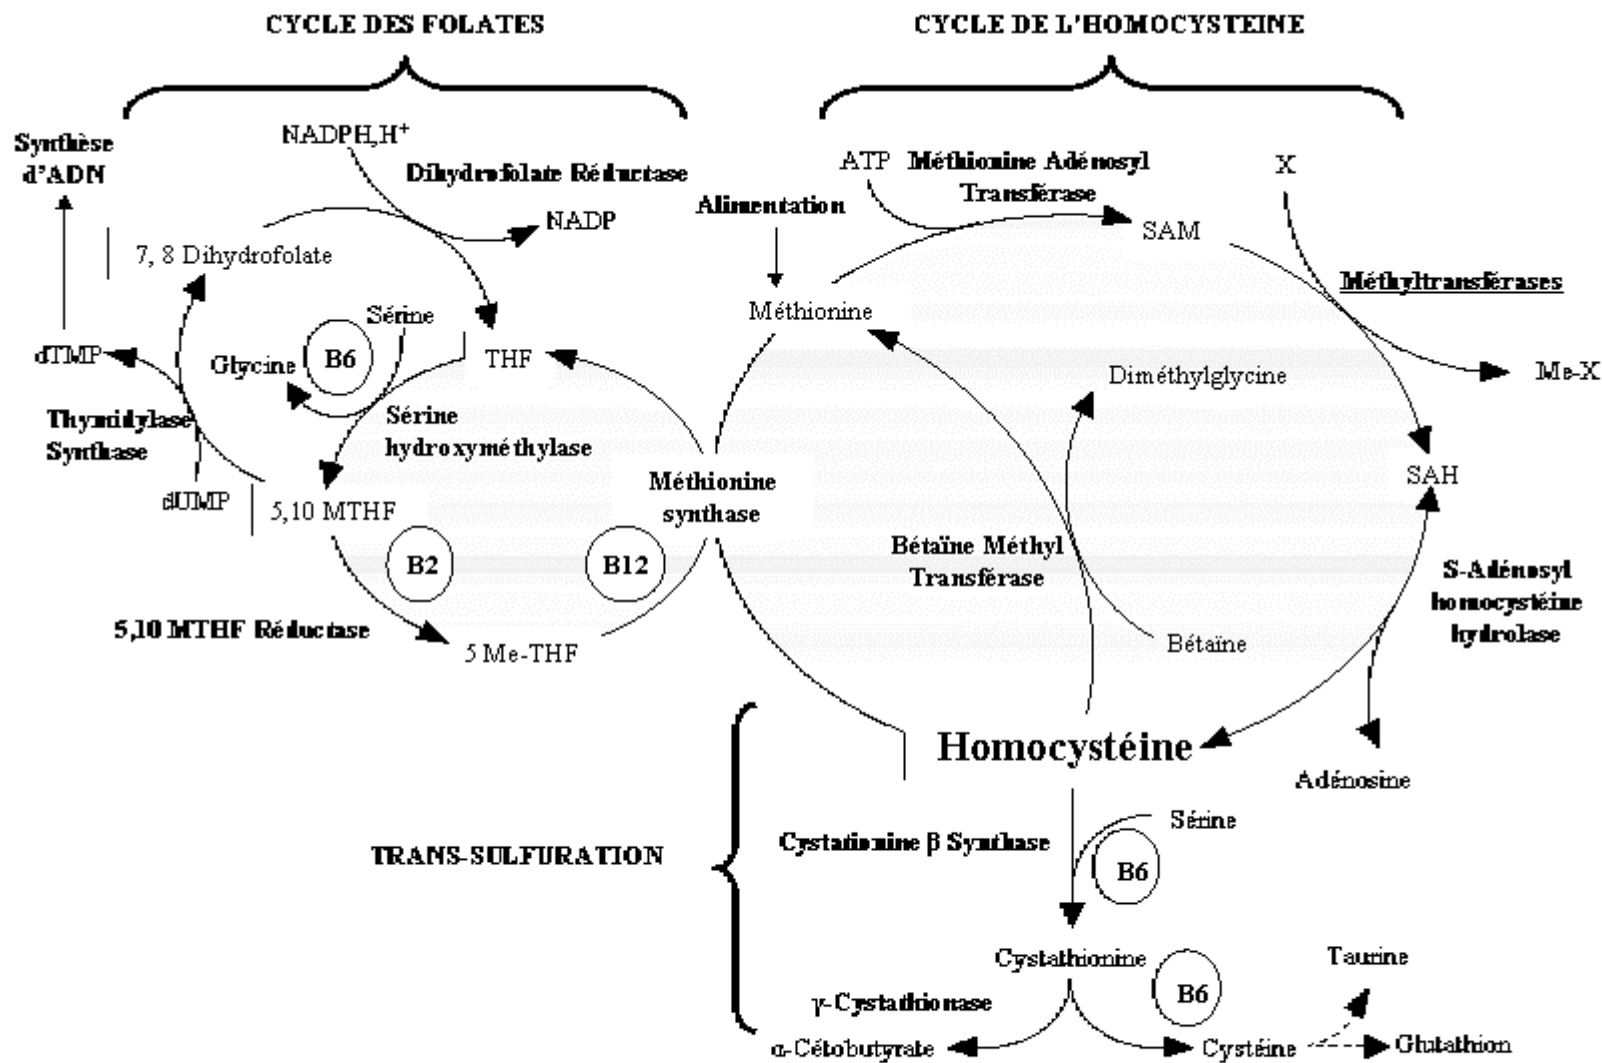 CYCLE DES FOLATES
CYCLE DE L'HOMOCYSTEINE
Synthèse
d'ADN
NADPH,H+
Dihydrofolate Réductase
NADP
7, 8 Dihydrofolate
Sérine
B6
Glycine
THF
dTMP
Thymidylase
Synthase
dUMP
Sérine
hydroxyméthylase
5,10 MTHF
B2
B12
5,10 MTHF Réductase
5 Me-THF
Méthionine
synthase
Alimentation
Méthionine
ATP
Méthionine Adénosyl
Transférase
SAM
X
Méthyltransférases
Me-X
Diméthylglycine
SAH
Bétaïne Méthyl
Transférase
Bétaïne
S-Adénosyl
homocystéine
hydrolase
Homocystéine
Adénosine
TRANS-SULFURATION
Cystationine β Synthase
Sérine
B6
Cystathionine
B6
Taurine
γ-Cystathionase
α-Cétobutyrate
Cystéine
Glutathion